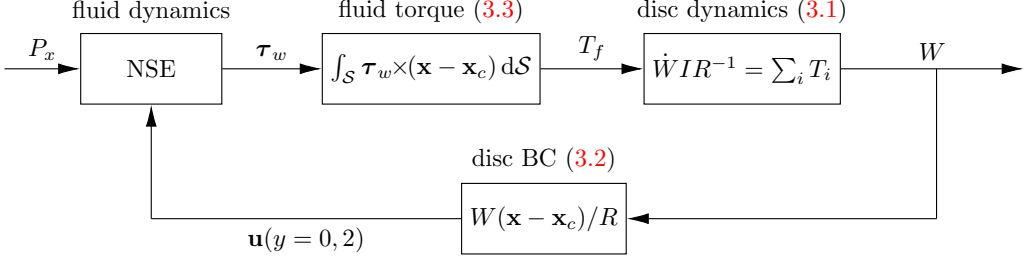 fluid dynamics fluid torque (3.3) disc dynamics (3.1)
P_x NSE τ_w ∫_S τ_w×(x − x_c) dS T_f ẆIR⁻¹ = ∑_i T_i W
disc BC (3.2)
W(x − x_c)/R
u(y = 0, 2)